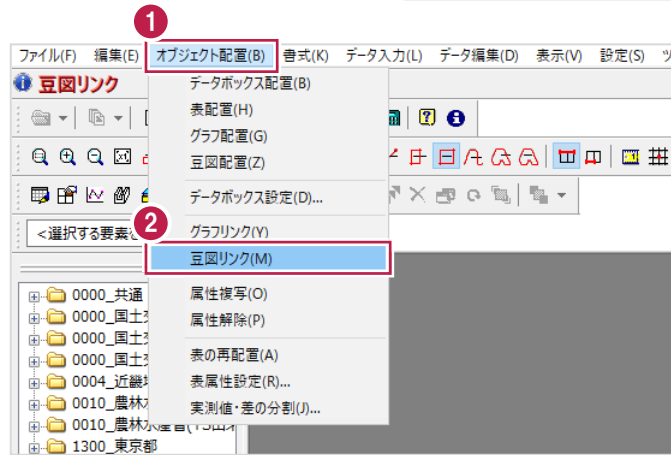 1
ファイル(F) 編集(E) オブジェクト配置(B) 書式(K) データ入力(L) データ編集(D) 表示(V) 設定(S) ツ
豆図リンク
データボックス配置(B)
表配置(H)
グラフ配置(G)
豆図配置(Z)
データボックス設定(D)...
2
<選択する要素を
グラフリンク(Y)
豆図リンク(M)
属性複写(O)
属性解除(P)
表の再配置(A)
表属性設定(R)...
実測値・差の分割(J)...
0000_共通
0000_国土
0000_国土
0000_国土
0004_近畿
0010_農林
0010_農林水産省(
1300_東京都